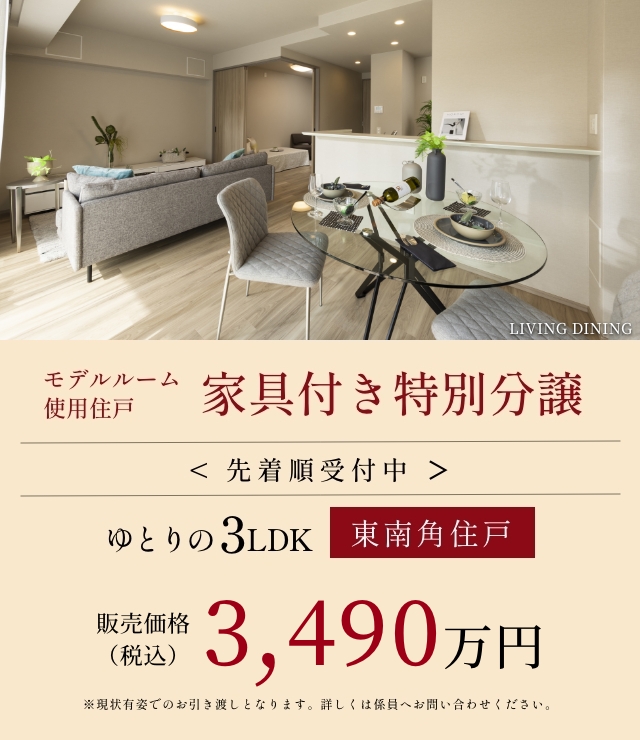 LIVING DINING
モデルルーム
使用住戸
家具付き特別分譲
< 先着順受付中 >
ゆとりの3LDK
東南角住戸
販売価格
（税込）
3,490万円
※現状有姿でのお引き渡しとなります。詳しくは係員へお問い合わせください。